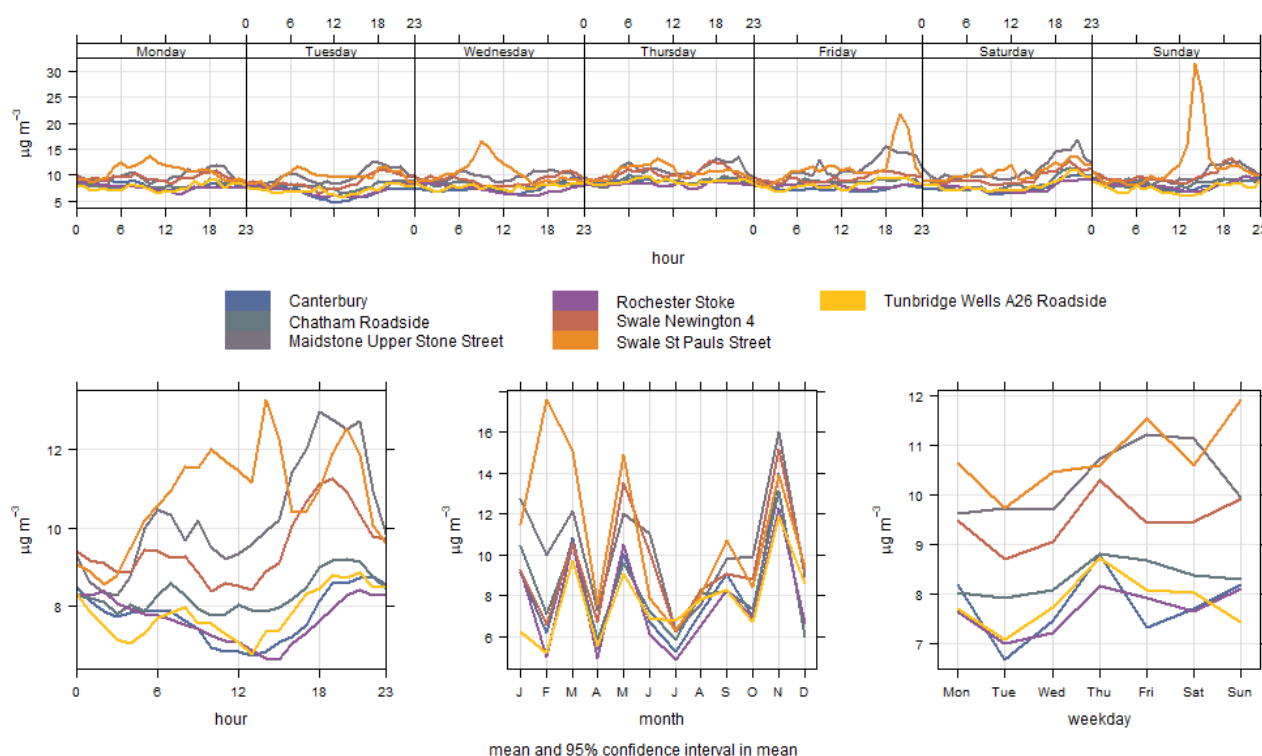 0 6 12 18 23 0 6 12 18 23 0 6 12 18 23
Monday Tuesday Wednesday Thursday Friday Saturday Sunday
30
25
20
15
10
5
µg m⁻³
0 6 12 18 23 0 6 12 18 23 0 6 12 18 23 0 6 12 18 23
hour
Canterbury
Chatham Roadside
Maidstone Upper Stone Street
Rochester Stoke
Swale Newington 4
Swale St Pauls Street
Tunbridge Wells A26 Roadside
12
10
8
µg m⁻³
0 6 12 18 23
hour
16
14
12
10
8
6
µg m⁻³
J F M A M J J A S O N D
month
12
11
10
9
8
7
µg m⁻³
Mon Tue Wed Thu Fri Sat Sun
weekday
mean and 95% confidence interval in mean